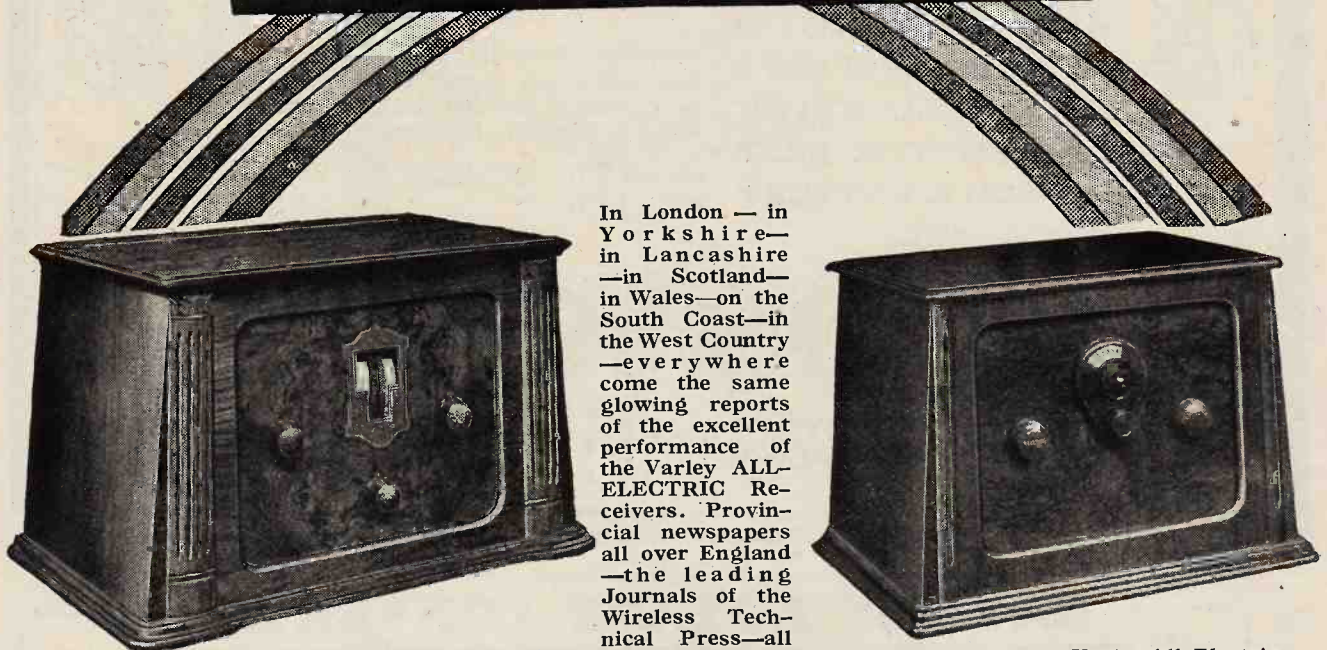 In London — in
Yorkshire—
in Lancashire
—in Scotland—
in Wales—on the
South Coast—in
the West Country
—everywhere
come the same
glowing reports
of the excellent
performance of
the Varley ALL-
ELECTRIC Re-
ceivers. Provin-
cial newspapers
all over England
—the leading
Journals of the
Wireless Tech-
nical Press—all